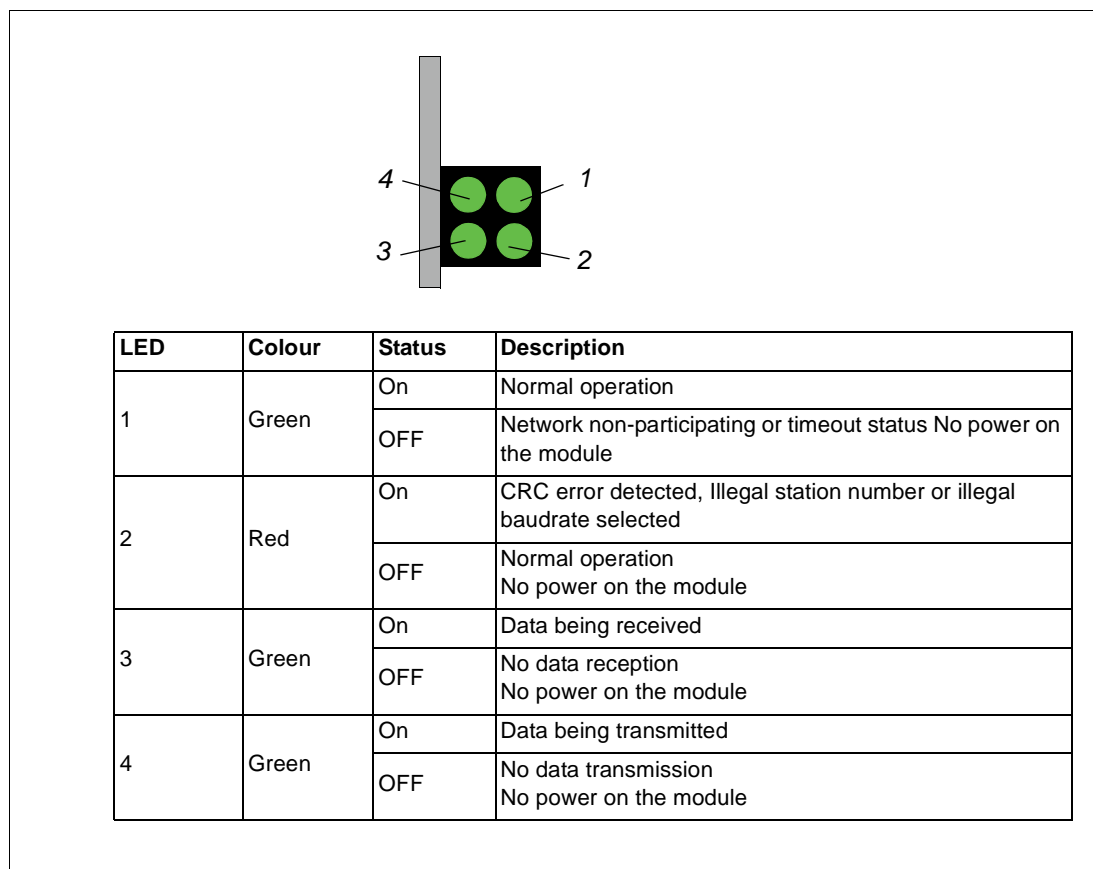 4
1
3
2
LED Colour Status Description
1 Green On Normal operation
OFF Network non-participating or timeout status No power on
the module
2 Red On CRC error detected, Illegal station number or illegal
baudrate selected
OFF Normal operation
No power on the module
3 Green On Data being received
OFF No data reception
No power on the module
4 Green On Data being transmitted
OFF No data transmission
No power on the module